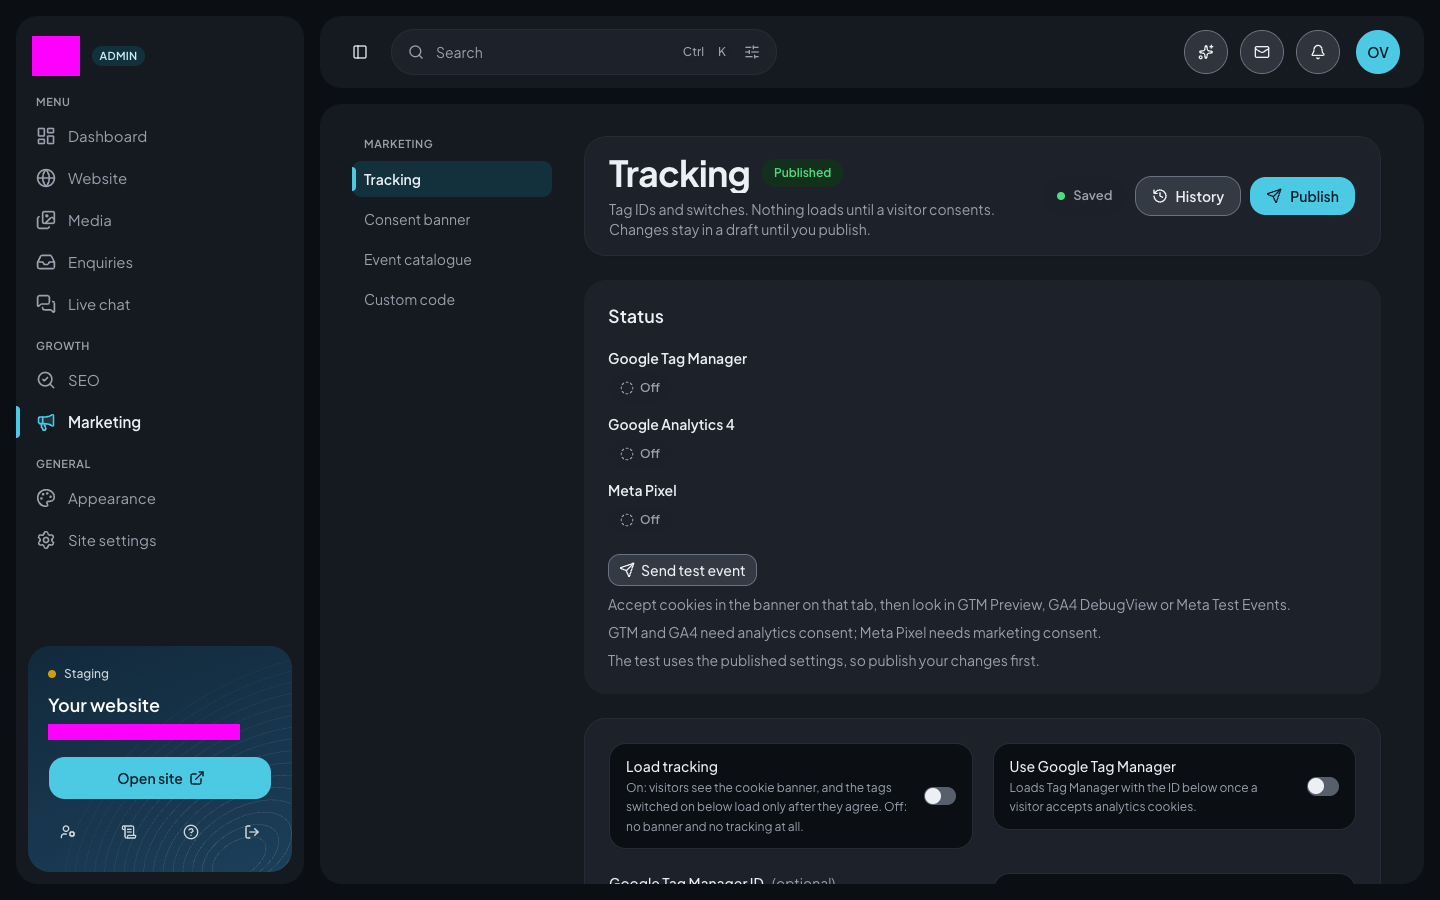 ADMIN
MENU
Dashboard
Website
Media
Enquiries
Live chat
GROWTH
SEO
Marketing
GENERAL
Appearance
Site settings
Staging
Your website
Open site
Search
Ctrl K
OV
MARKETING
Tracking
Consent banner
Event catalogue
Custom code
Tracking
Published
Tag IDs and switches. Nothing loads until a visitor consents.
Changes stay in a draft until you publish.
Saved
History
Publish
Status
Google Tag Manager
Off
Google Analytics 4
Off
Meta Pixel
Off
Send test event
Accept cookies in the banner on that tab, then look in GTM Preview, GA4 DebugView or Meta Test Events.
GTM and GA4 need analytics consent; Meta Pixel needs marketing consent.
The test uses the published settings, so publish your changes first.
Load tracking
On: visitors see the cookie banner, and the tags
switched on below load only after they agree. Off:
no banner and no tracking at all.
Use Google Tag Manager
Loads Tag Manager with the ID below once a
visitor accepts analytics cookies.
Google Tag Manager ID (optional)